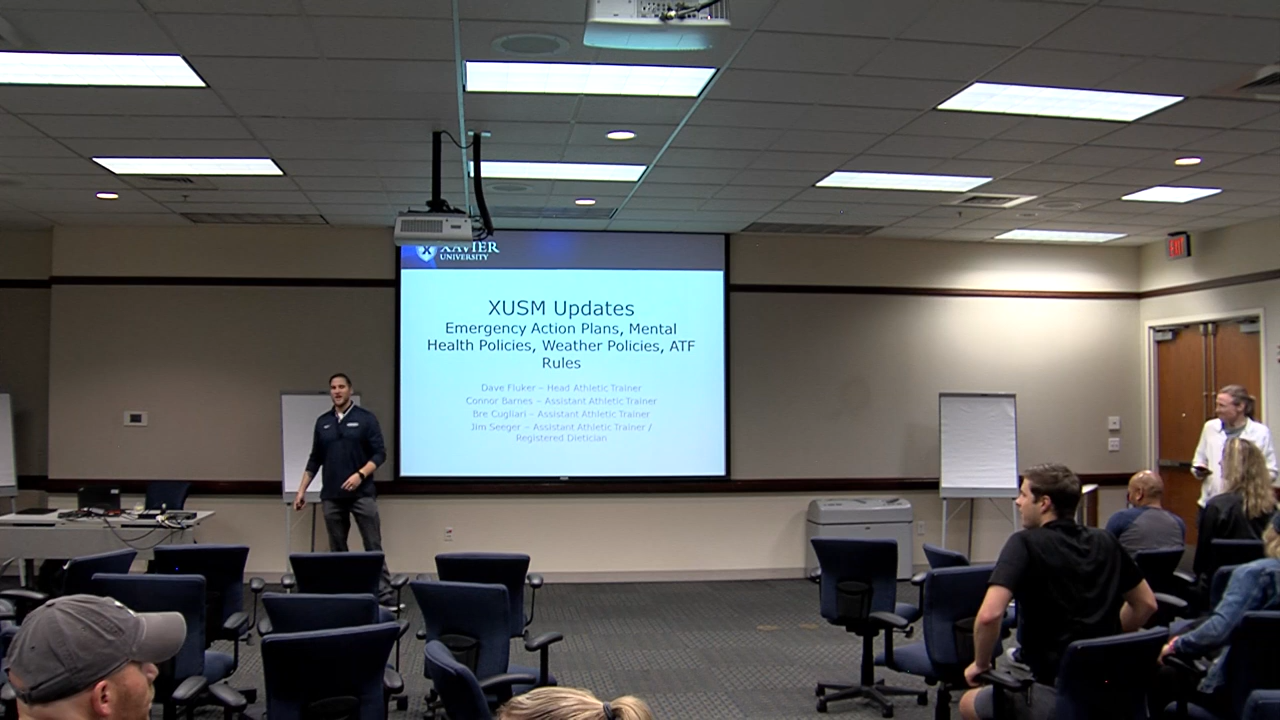 XAVIER
UNIVERSITY
XUSM Updates
Emergency Action Plans, Mental
Health Policies, Weather Policies, ATF
Rules
Dave Fluker – Head Athletic Trainer
Connor Barnes – Assistant Athletic Trainer
Bre Cugliari – Assistant Athletic Trainer
Jim Seeger – Assistant Athletic Trainer /
Registered Dietician
EXIT